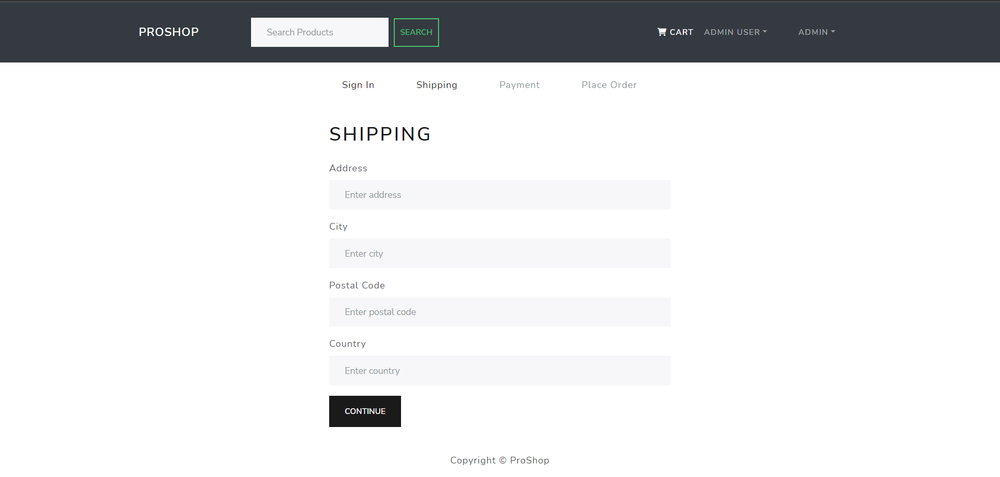 PROSHOP Search Products SEARCH CART ADMIN USER ADMIN
Sign In Shipping Payment Place Order
SHIPPING
Address
Enter address
City
Enter city
Postal Code
Enter postal code
Country
Enter country
CONTINUE
Copyright © ProShop